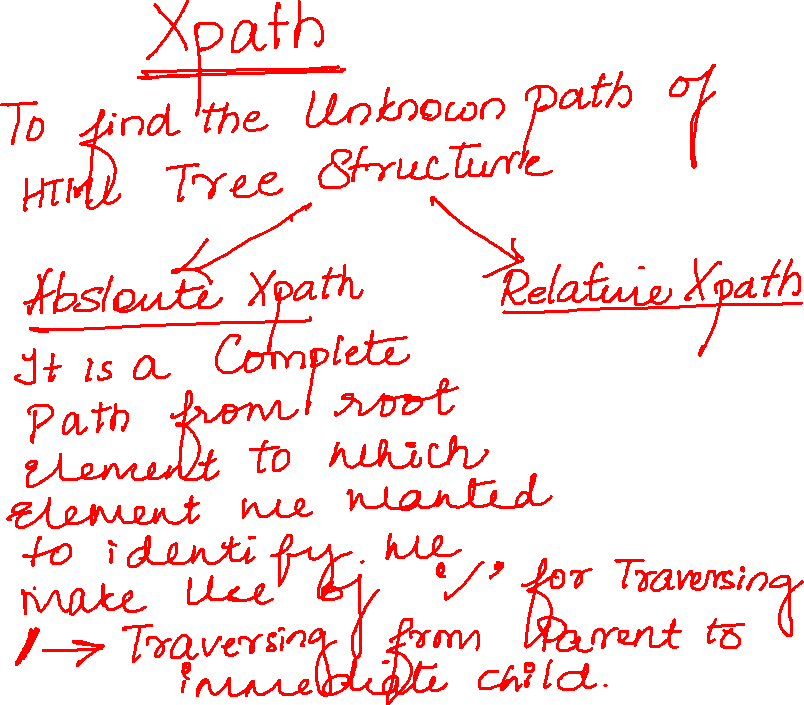 Xpath
To find the Unknown path of
HTML Tree Structure
Absloute Xpath
Relative Xpath
It is a Complete
Path from root
Element to which
Element we wanted
to identify. we
make Use of '/' for Traversing
/ → Traversing from Parent to
immediate child.